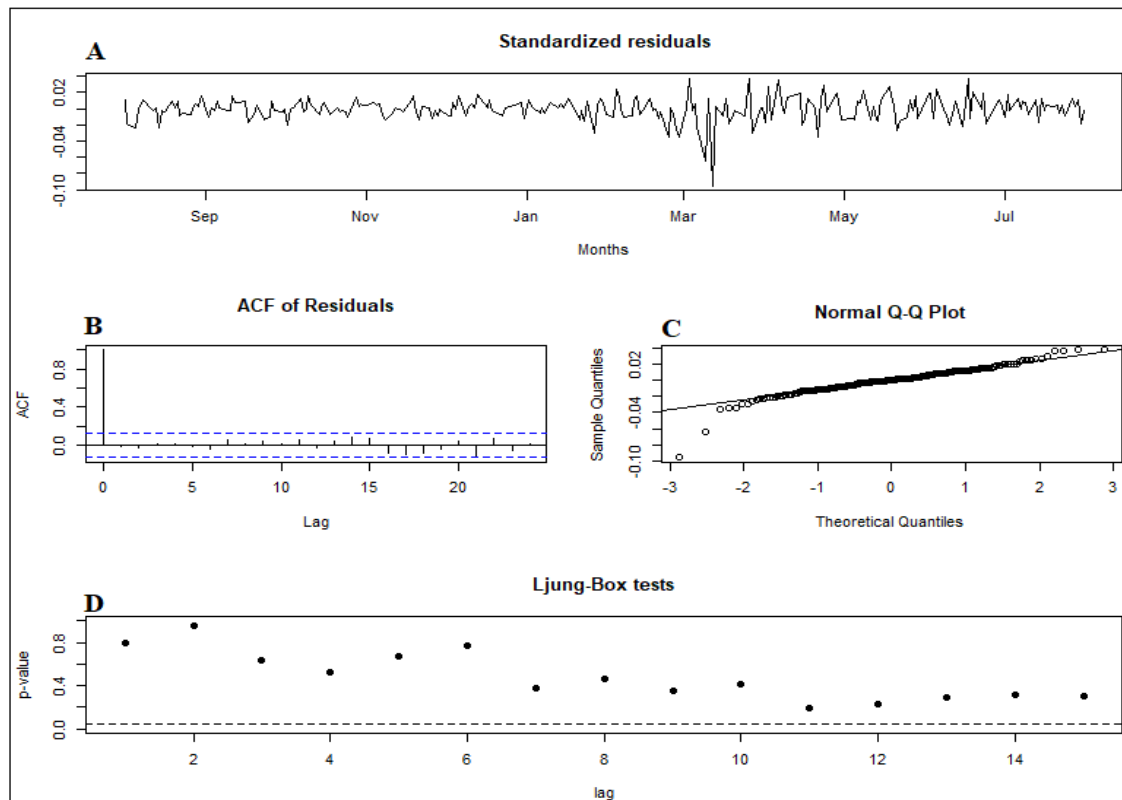 A
Standardized residuals
0.02
-0.04
-0.10
Sep Nov Jan Mar May Jul
Months
B
ACF of Residuals
ACF
0.8
0.4
0.0
0 5 10 15 20
Lag
C
Normal Q-Q Plot
Sample Quantiles
0.02
-0.04
-0.10
-3 -2 -1 0 1 2 3
Theoretical Quantiles
D
Ljung-Box tests
p-value
0.8
0.4
0.0
2 4 6 8 10 12 14
lag